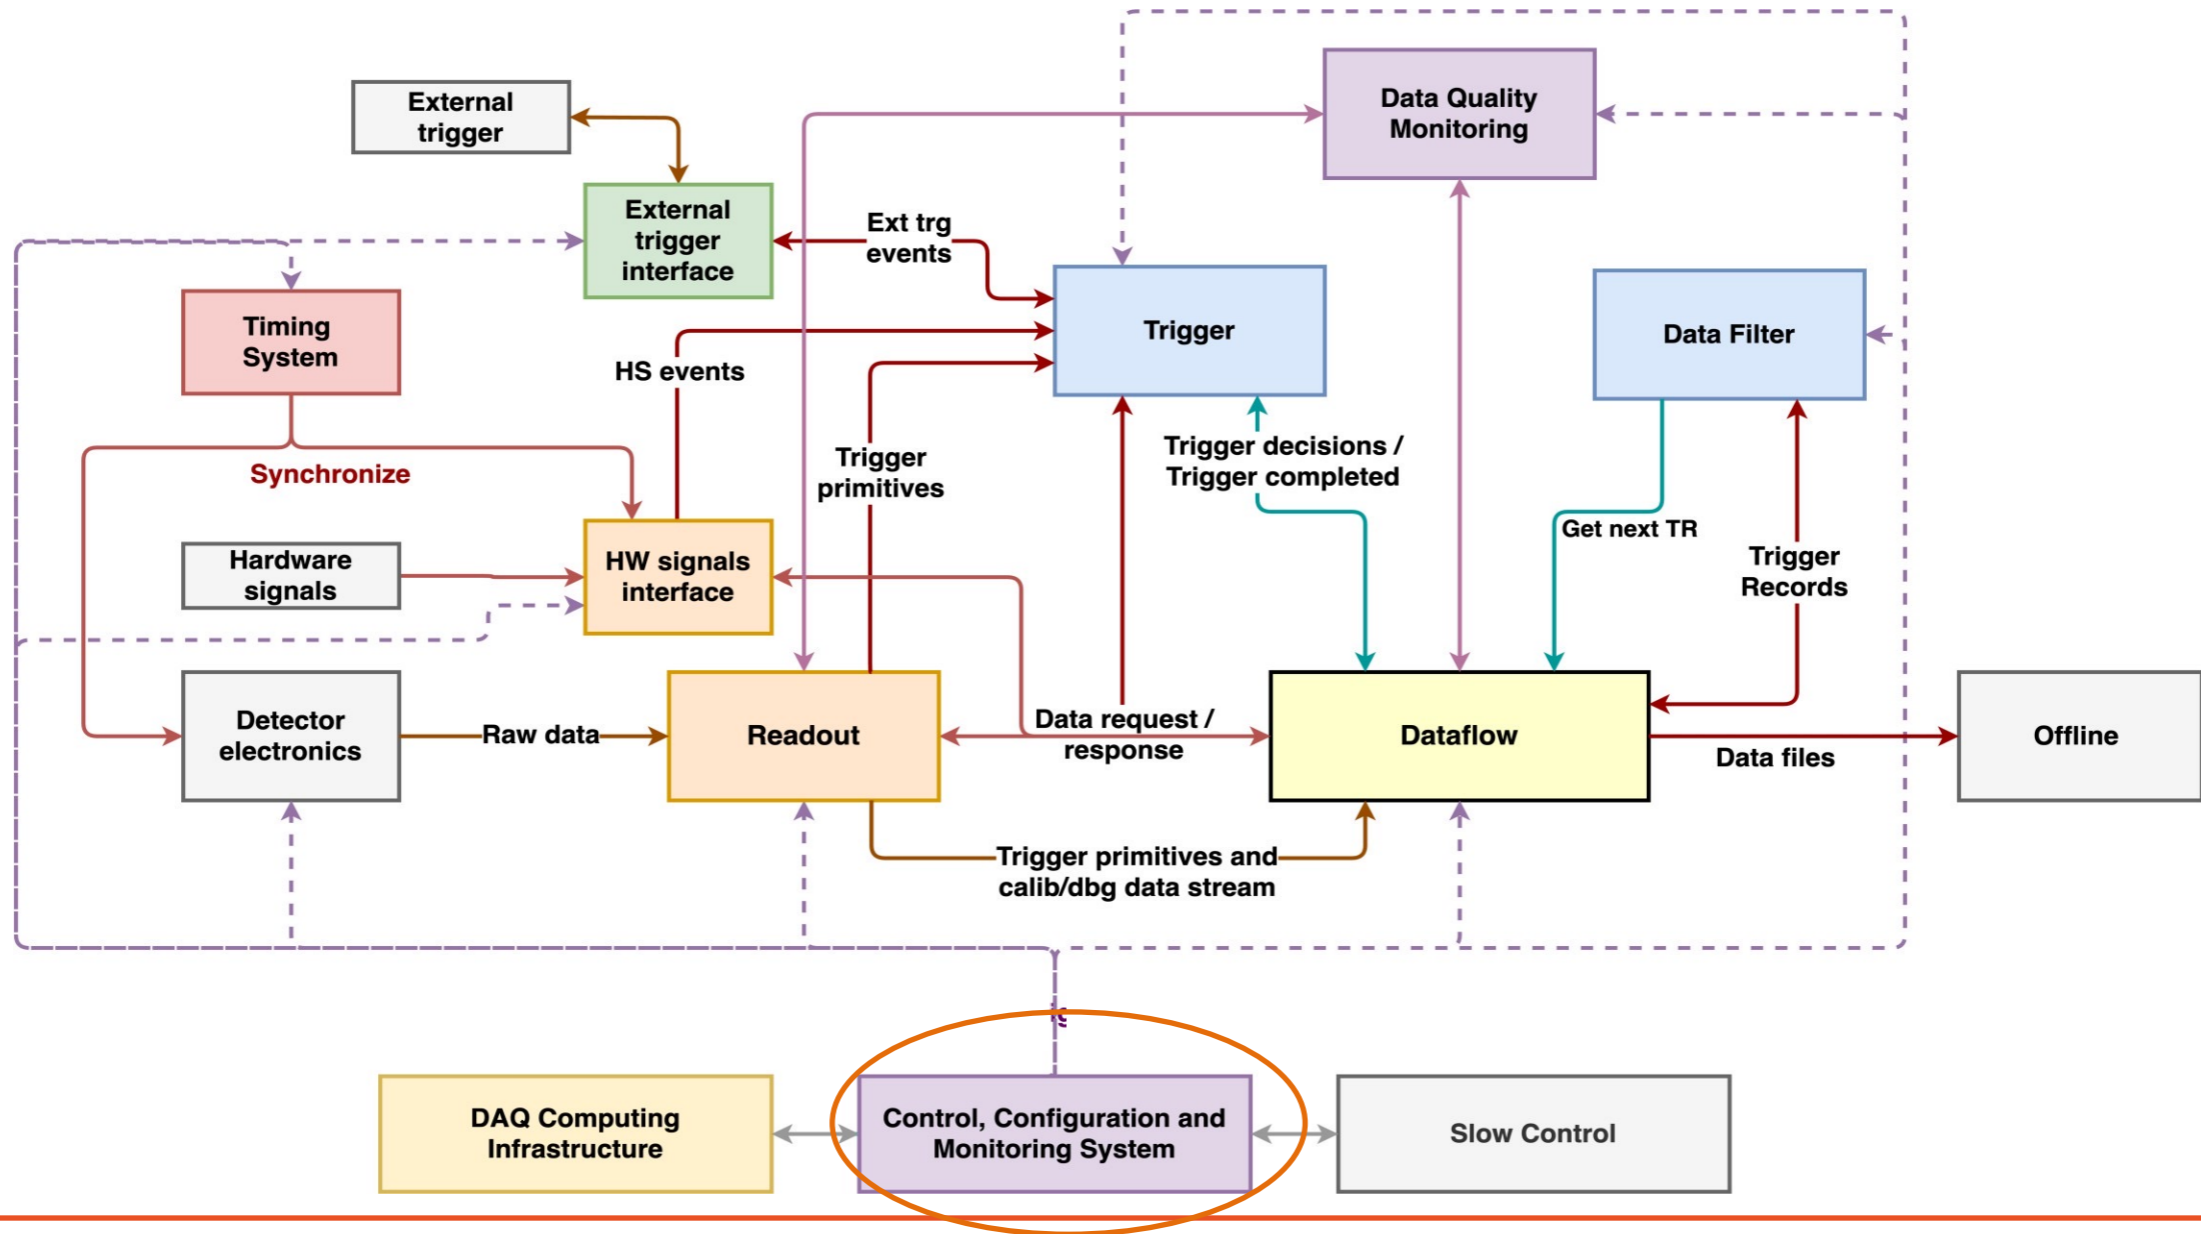 External
trigger
Data Quality
Monitoring
External
trigger
interface
Ext trg
events
Timing
System
Trigger
Data Filter
HS events
Synchronize
Trigger
primitives
Trigger decisions /
Trigger completed
Get next TR
Trigger
Records
Hardware
signals
HW signals
interface
Detector
electronics
Raw data
Readout
Data request /
response
Dataflow
Data files
Offline
Trigger primitives and
calib/dbg data stream
DAQ Computing
Infrastructure
Control, Configuration and
Monitoring System
Slow Control